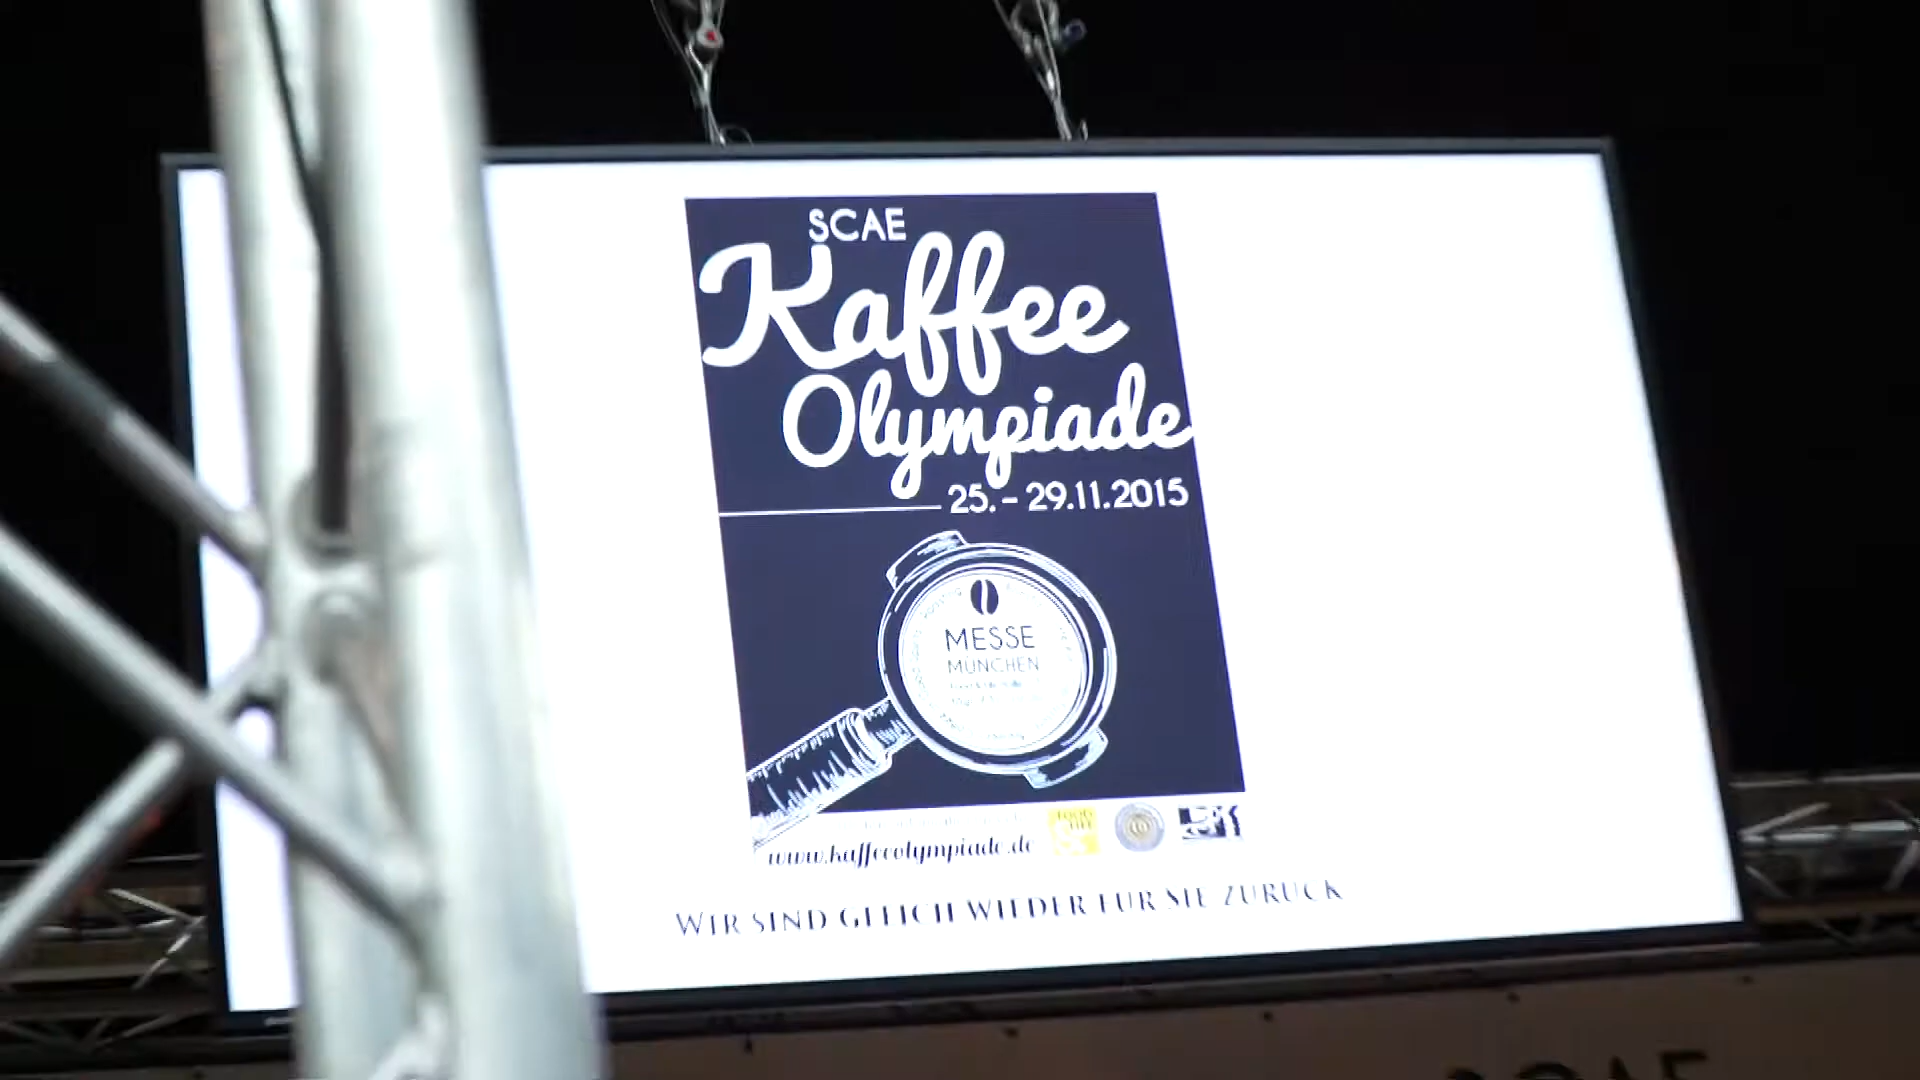 SCAE
Kaffee
Olympiade
25. - 29.11.2015
MESSE
MÜNCHEN
www.kaffeeolympiade.de
WIR SIND GLEICH WIEDER FÜR SIE ZURÜCK
SCAE